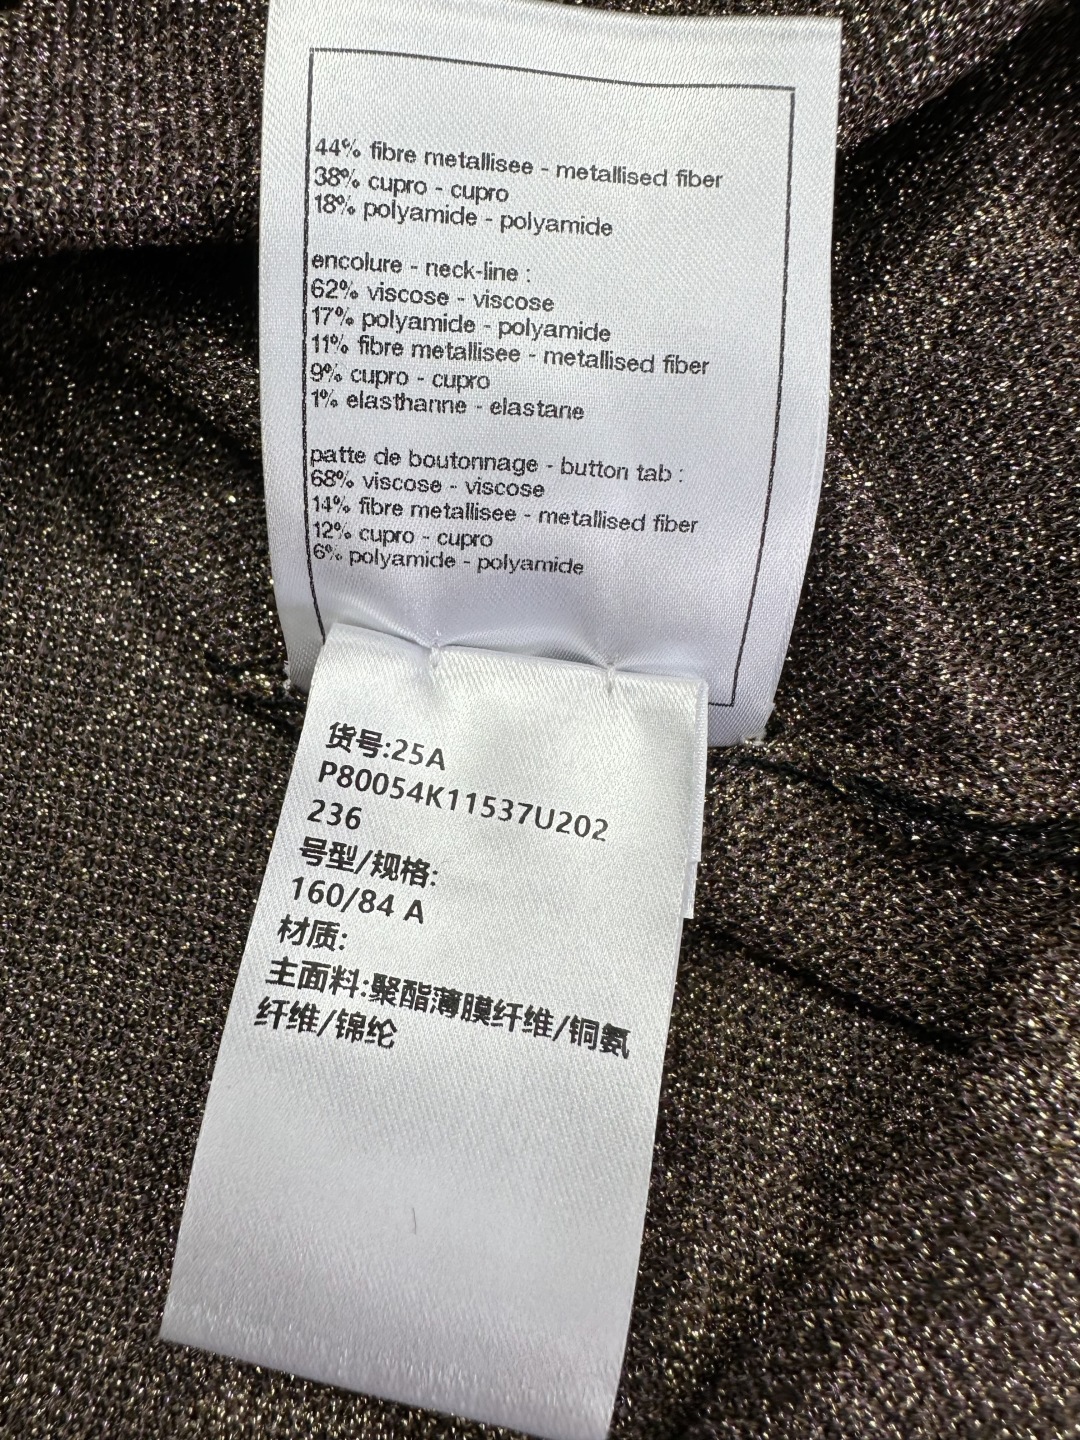 44% fibre metallisee - metallised fiber
38% cupro - cupro
18% polyamide - polyamide
encolure - neck-line :
62% viscose - viscose
17% polyamide - polyamide
11% fibre metallisee - metallised fiber
9% cupro - cupro
1% elasthanne - elastane
patte de boutonnage - button tab :
68% viscose - viscose
14% fibre metallisee - metallised fiber
12% cupro - cupro
6% polyamide - polyamide
货号:25A
P80054K11537U202
236
号型/规格:
160/84 A
材质:
主面料:聚酯薄膜纤维/铜氨
纤维/锦纶